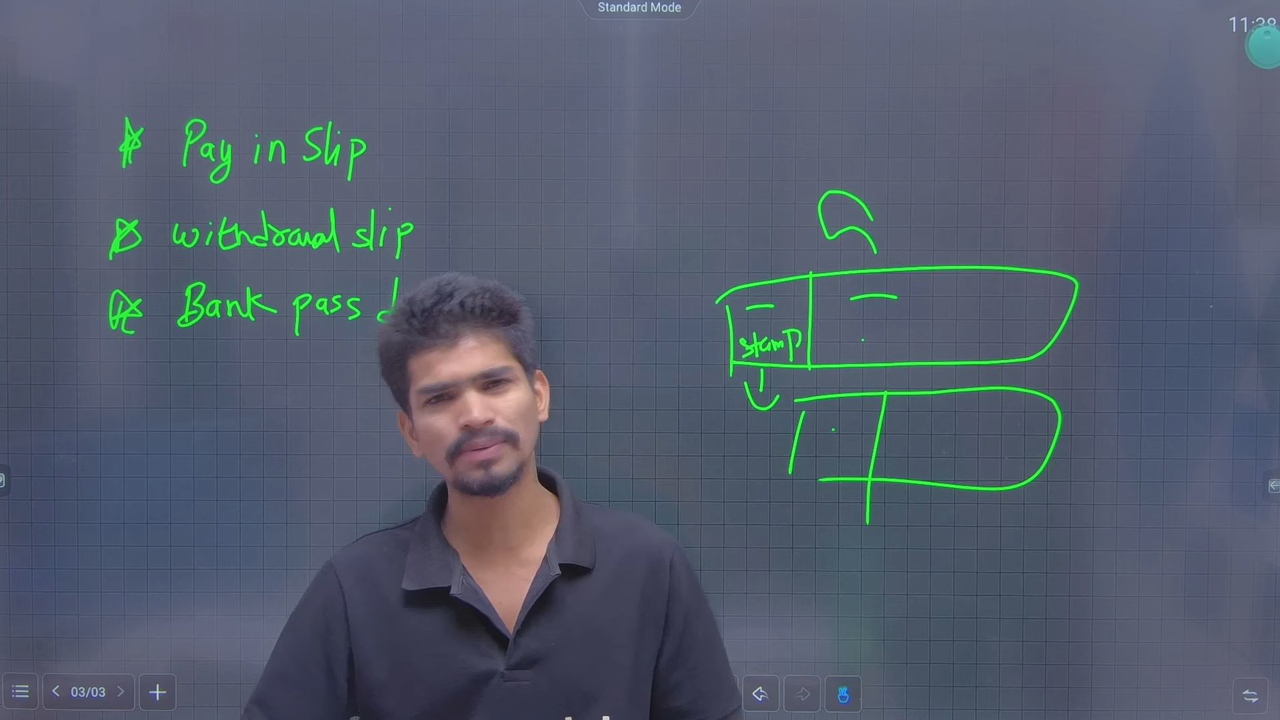 Standard Mode
Pay in Slip
withdrawal slip
Bank pass
stamp
03/03